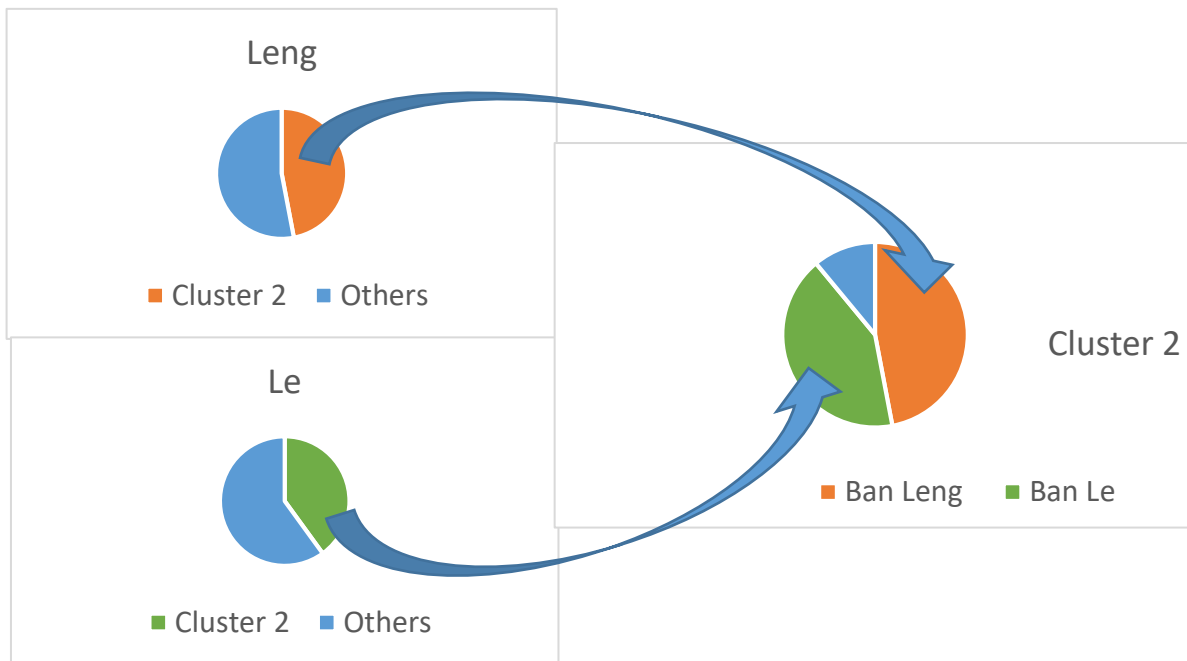 Leng
Cluster 2 Others
Le
Cluster 2 Others
Cluster 2
Ban Leng Ban Le